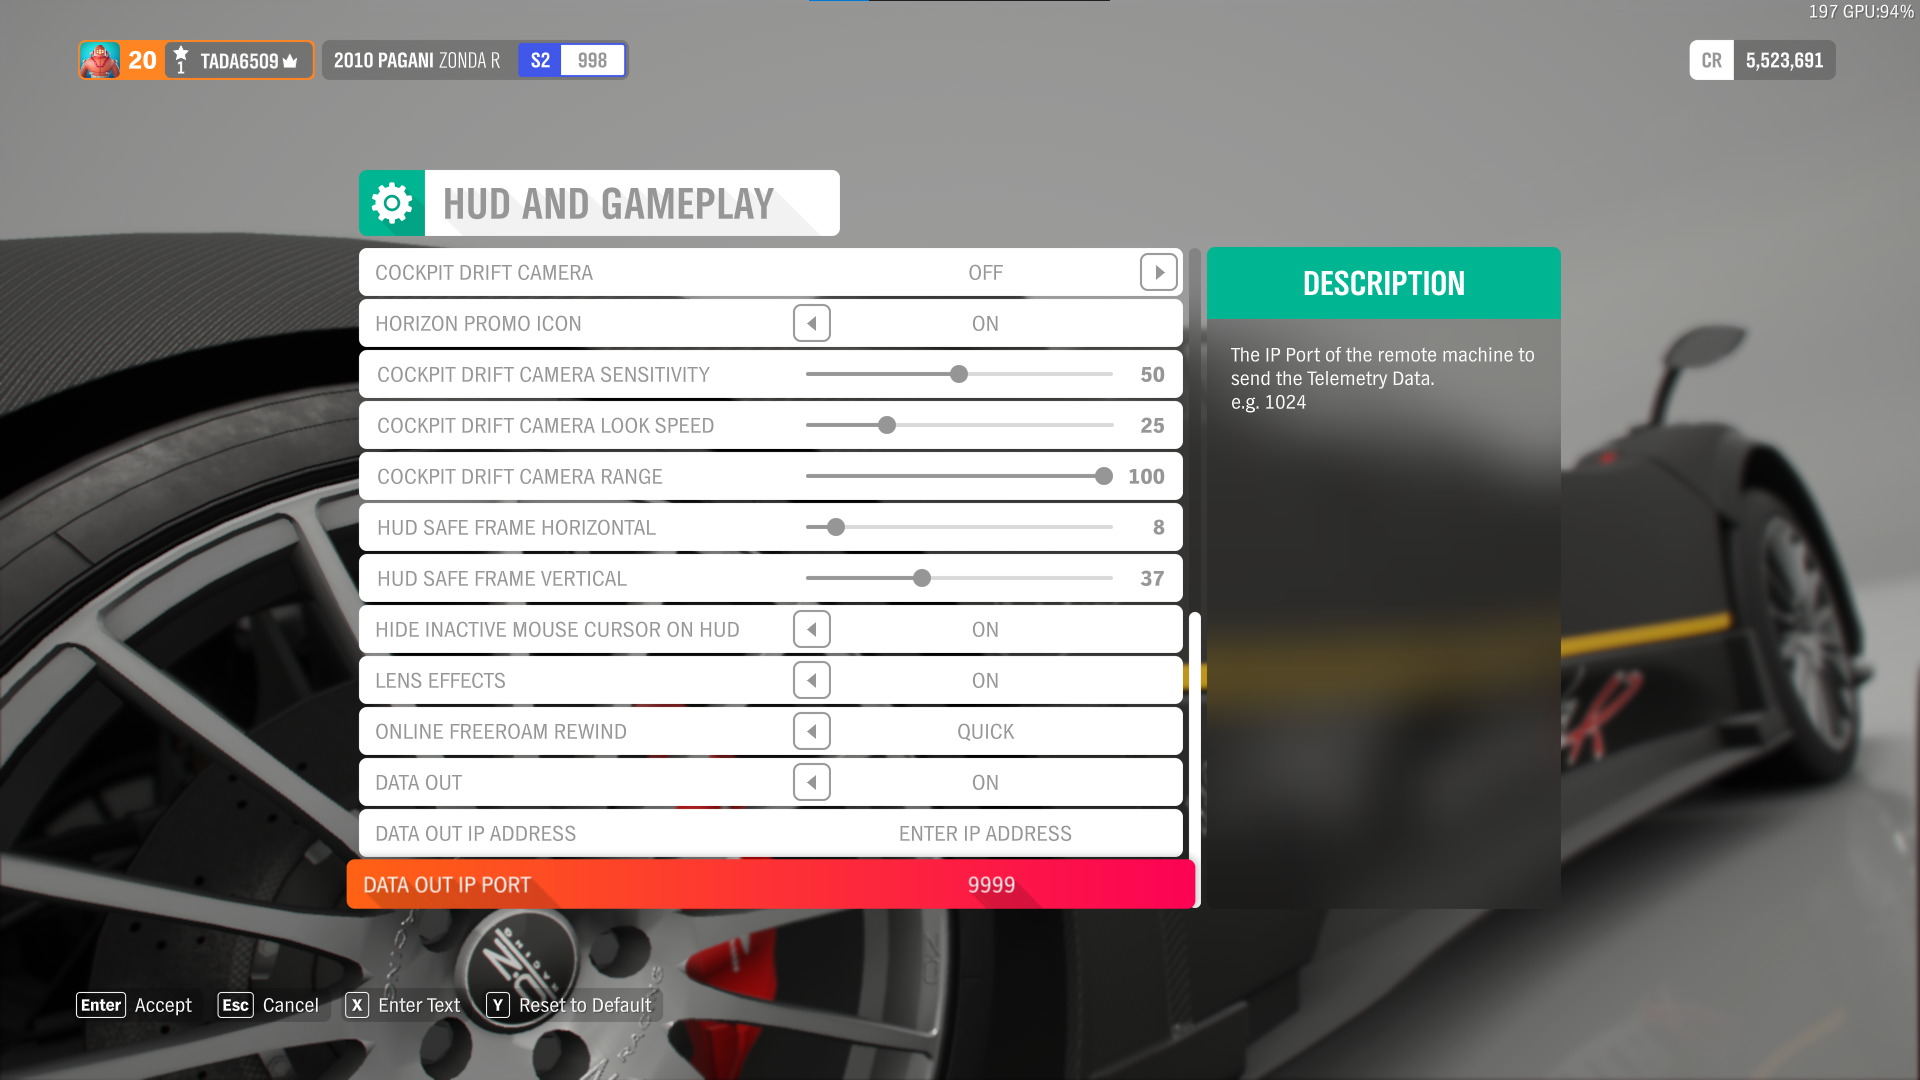 197 GPU:94%
20 1 TADA6509 2010 PAGANI ZONDA R S2 998 CR 5,523,691
HUD AND GAMEPLAY
COCKPIT DRIFT CAMERA OFF
HORIZON PROMO ICON ON
COCKPIT DRIFT CAMERA SENSITIVITY 50
COCKPIT DRIFT CAMERA LOOK SPEED 25
COCKPIT DRIFT CAMERA RANGE 100
HUD SAFE FRAME HORIZONTAL 8
HUD SAFE FRAME VERTICAL 37
HIDE INACTIVE MOUSE CURSOR ON HUD ON
LENS EFFECTS ON
ONLINE FREEROAM REWIND QUICK
DATA OUT ON
DATA OUT IP ADDRESS ENTER IP ADDRESS
DATA OUT IP PORT 9999
DESCRIPTION
The IP Port of the remote machine to
send the Telemetry Data.
e.g. 1024
R
RACING
Enter Accept Esc Cancel X Enter Text Y Reset to Default